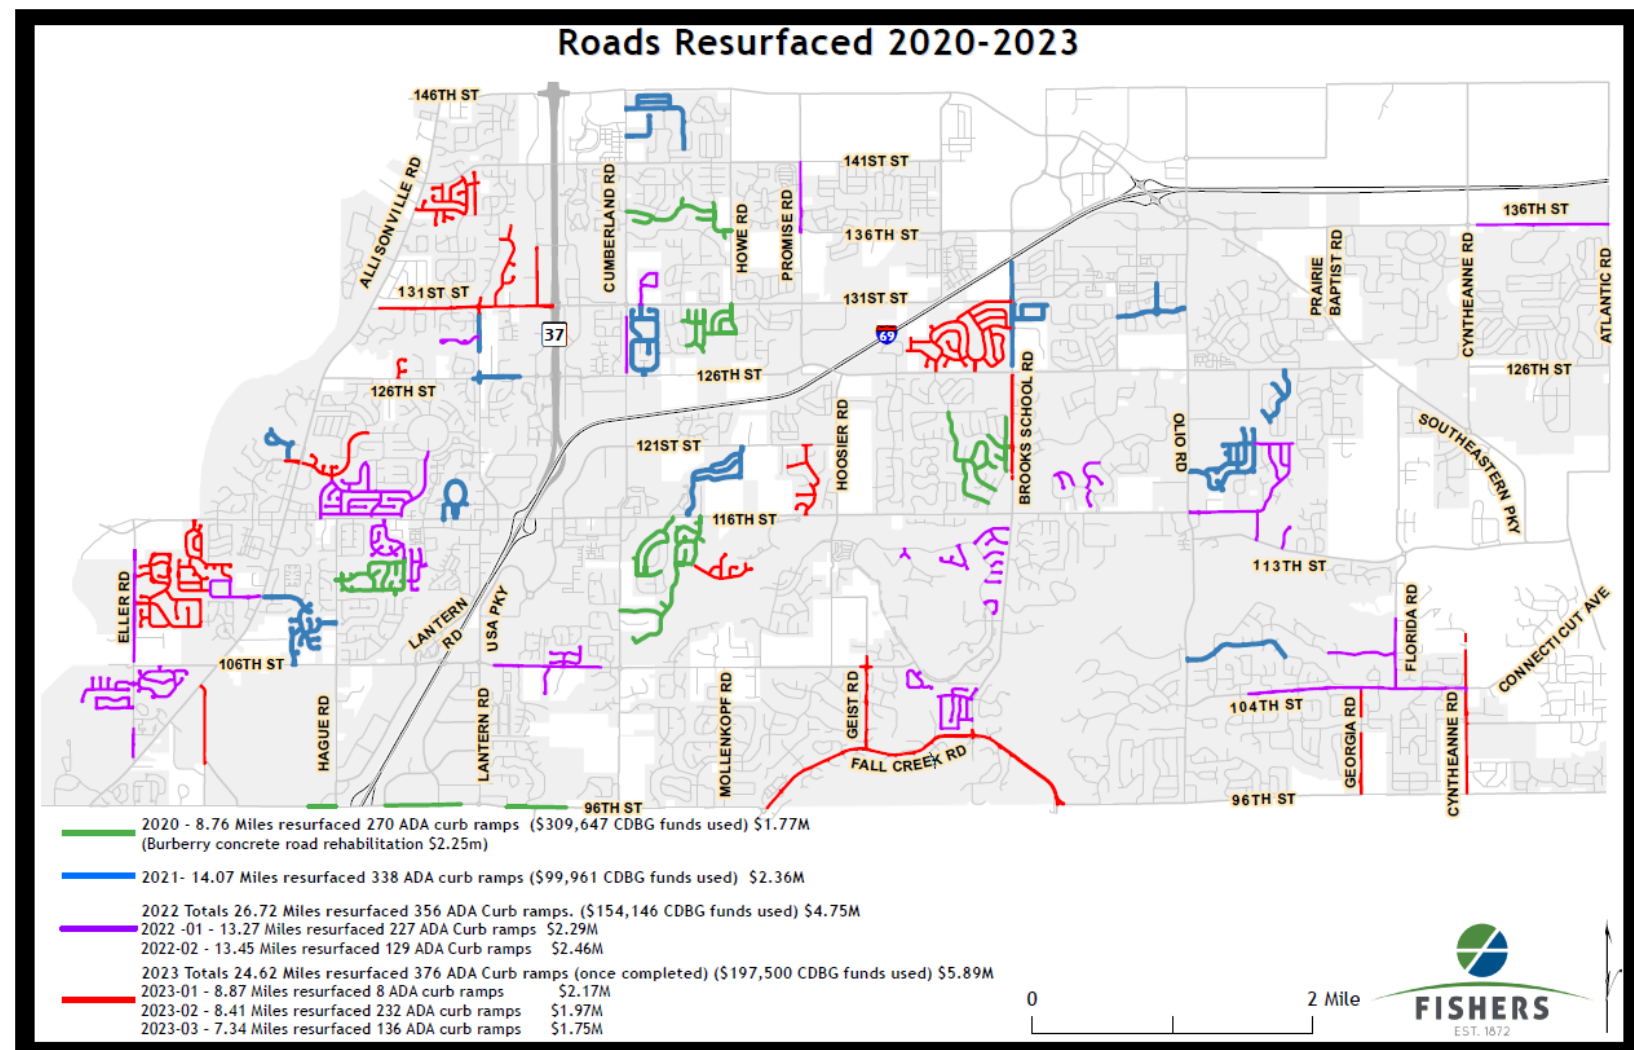 Roads Resurfaced 2020-2023
146TH ST
141ST ST
ALLISONVILLE RD
CUMBERLAND RD
HOWE RD
PROMISE RD
136TH ST
136TH ST
131ST ST
131ST ST
PRAIRIE
BAPTIST RD
CYNTHEANNE RD
ATLANTIC RD
37
69
126TH ST
126TH ST
126TH ST
BROOKS SCHOOL RD
HOOSIER RD
OLIO RD
SOUTHEASTERN PKY
121ST ST
116TH ST
113TH ST
ELLER RD
LANTERN
RD
USA PKY
FLORIDA RD
CONNECTICUT AVE
106TH ST
HAGUE RD
LANTERN RD
MOLLENKOPF RD
GEIST RD
FALL CREEK RD
104TH ST
GEORGIA RD
CYNTHEANNE RD
96TH ST
96TH ST
2020 - 8.76 Miles resurfaced 270 ADA curb ramps ($309,647 CDBG funds used) $1.77M
(Burberry concrete road rehabilitation $2.25m)
2021- 14.07 Miles resurfaced 338 ADA curb ramps ($99,961 CDBG funds used) $2.36M
2022 Totals 26.72 Miles resurfaced 356 ADA Curb ramps. ($154,146 CDBG funds used) $4.75M
2022 -01 - 13.27 Miles resurfaced 227 ADA Curb ramps $2.29M
2022-02 - 13.45 Miles resurfaced 129 ADA Curb ramps $2.46M
2023 Totals 24.62 Miles resurfaced 376 ADA Curb ramps (once completed) ($197,500 CDBG funds used) $5.89M
2023-01 - 8.87 Miles resurfaced 8 ADA curb ramps $2.17M
2023-02 - 8.41 Miles resurfaced 232 ADA curb ramps $1.97M
2023-03 - 7.34 Miles resurfaced 136 ADA curb ramps $1.75M
0 2 Mile
FISHERS
EST. 1872